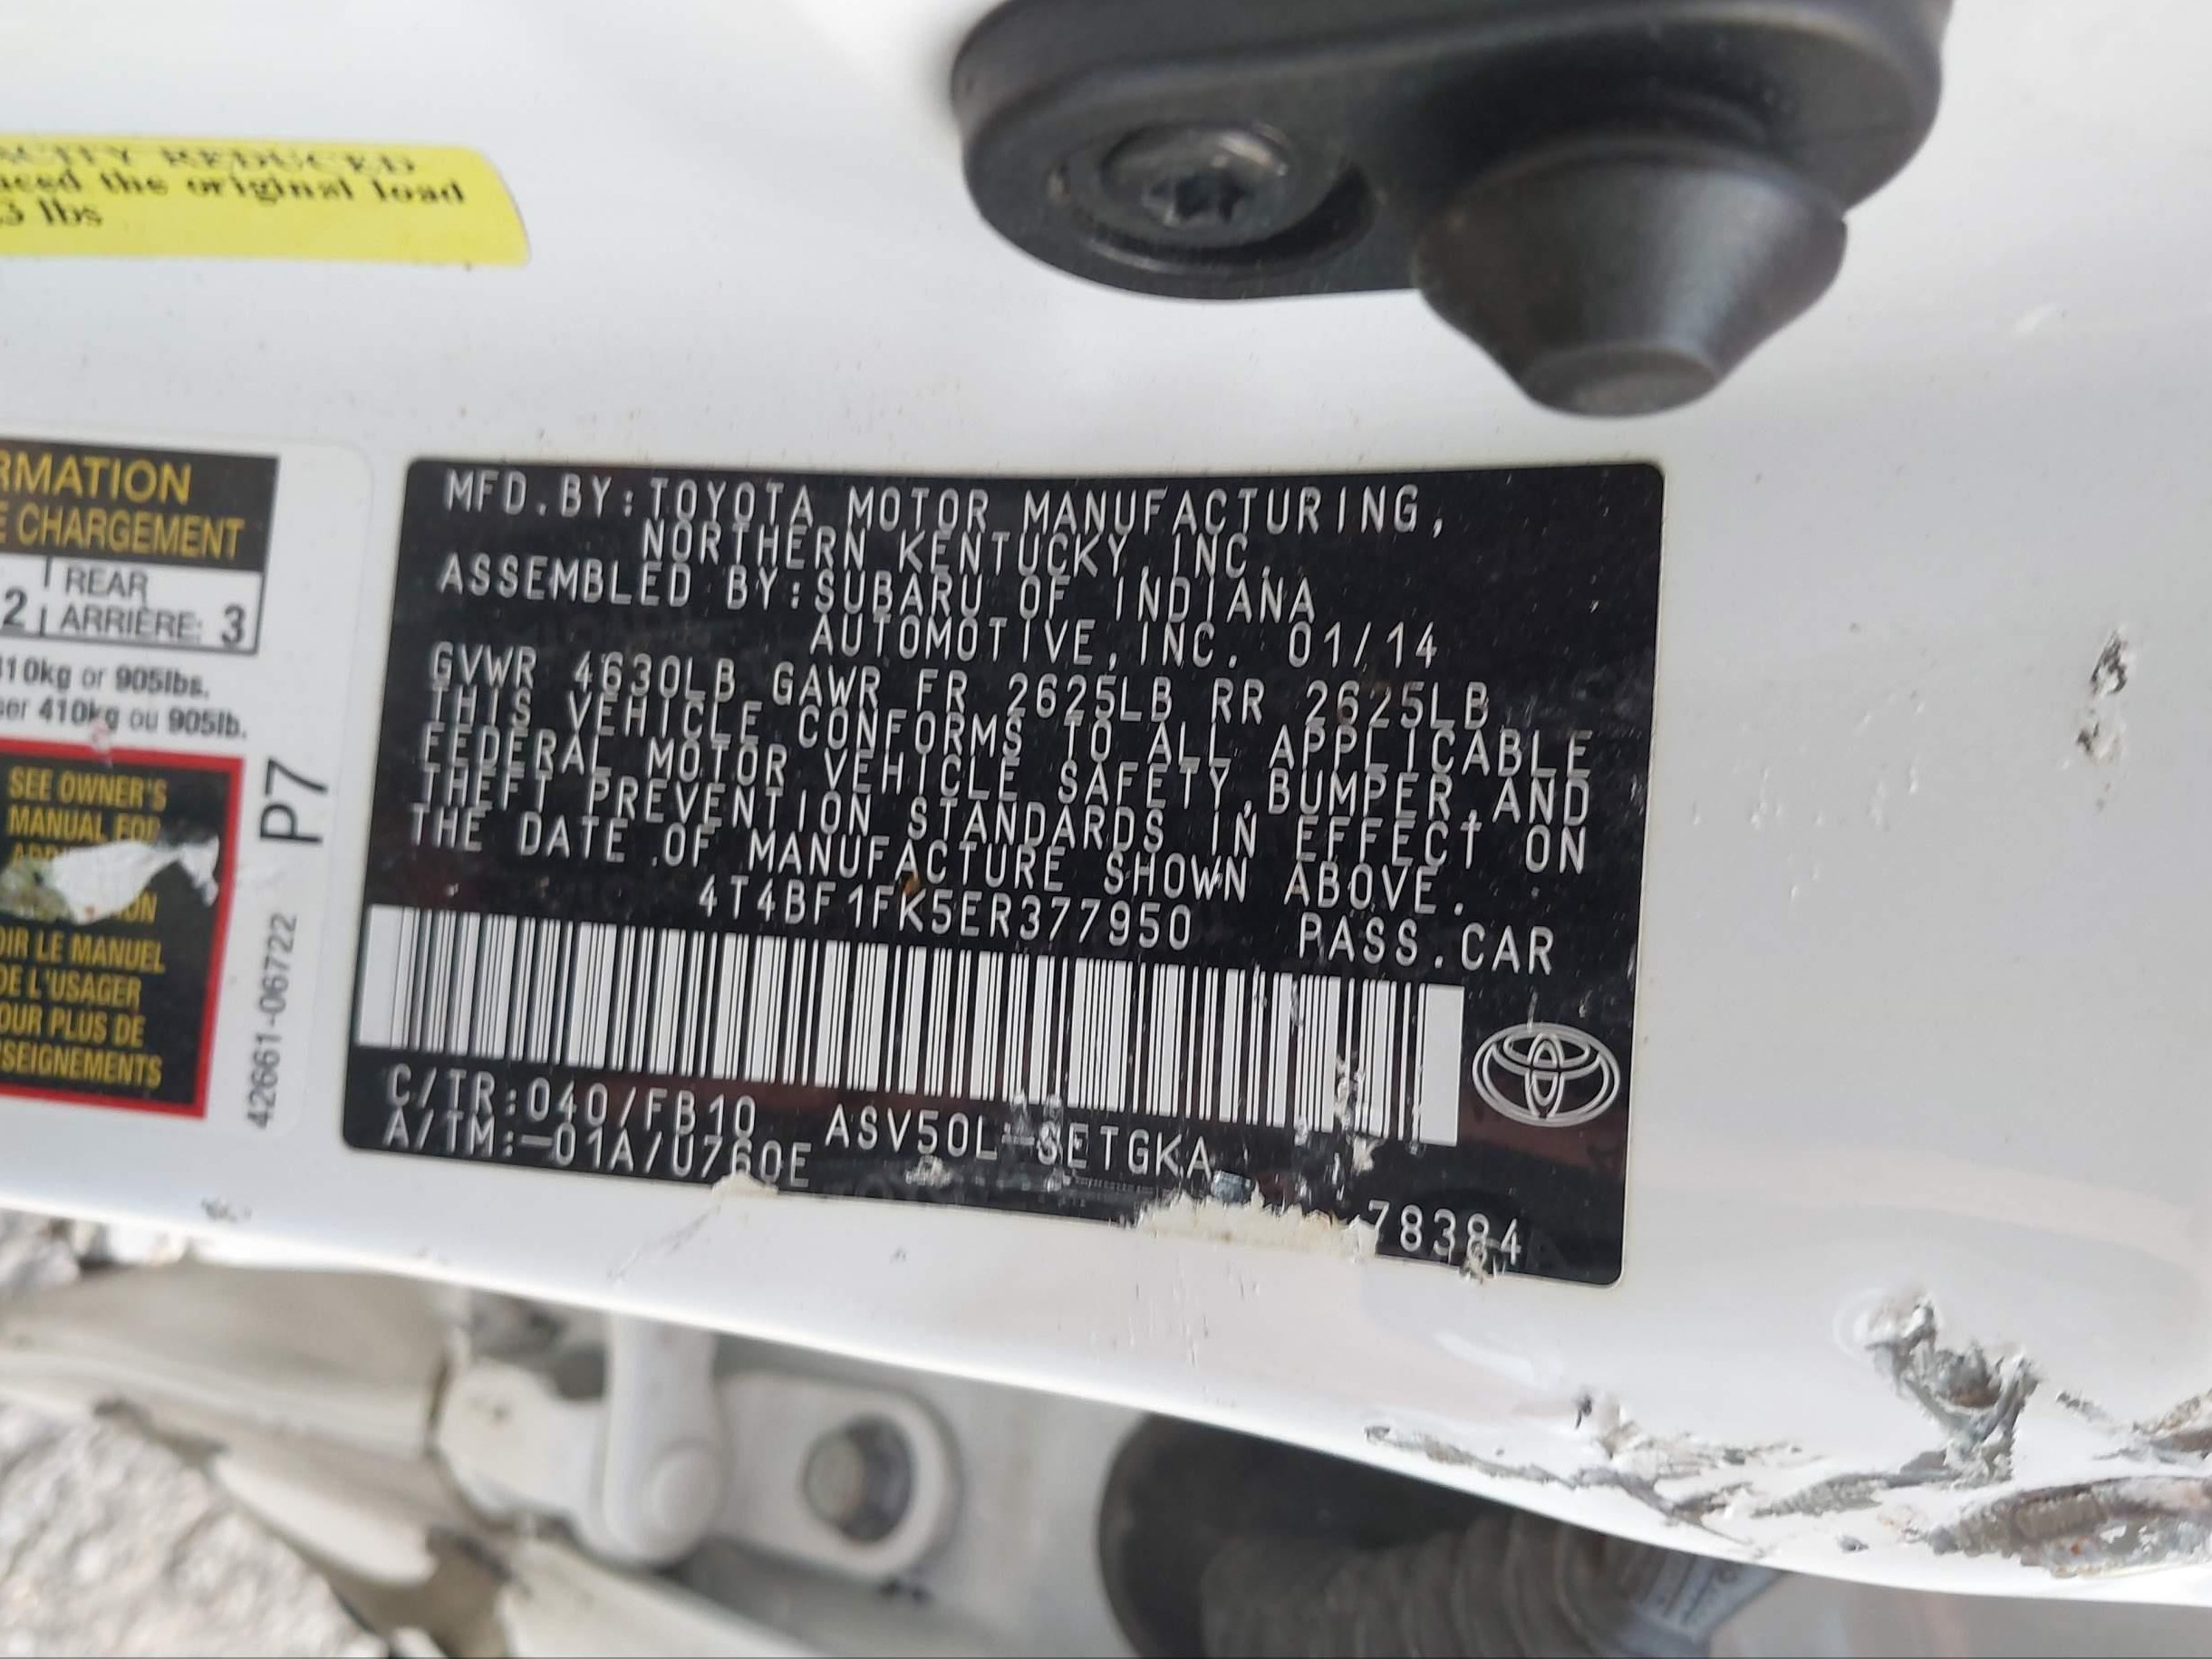 REDUCED
the original load
lbs
RMATION
E CHARGEMENT
2 REAR
ARRIÈRE: 3
10kg or 905lbs.
ser 410kg ou 905lb.
SEE OWNER'S
MANUAL FOR
OIR LE MANUEL
DE L'USAGER
OUR PLUS DE
SEIGNEMENTS
42661-06722 P7
MFD.BY:TOYOTA MOTOR MANUFACTURING,
NORTHERN KENTUCKY,INC.
ASSEMBLED BY:SUBARU OF INDIANA
AUTOMOTIVE,INC. 01/14
GVWR 4630LB GAWR FR 2625LB RR 2625LB
THIS VEHICLE CONFORMS TO ALL APPLICABLE
FEDERAL MOTOR VEHICLE SAFETY,BUMPER,AND
THEFT PREVENTION STANDARDS IN EFFECT ON
THE DATE OF MANUFACTURE SHOWN ABOVE.
4T4BF1FK5ER377950 PASS.CAR
C/TR:040/FB10 ASV50L-SETGKA
A/TM:-01A/U760E
78384